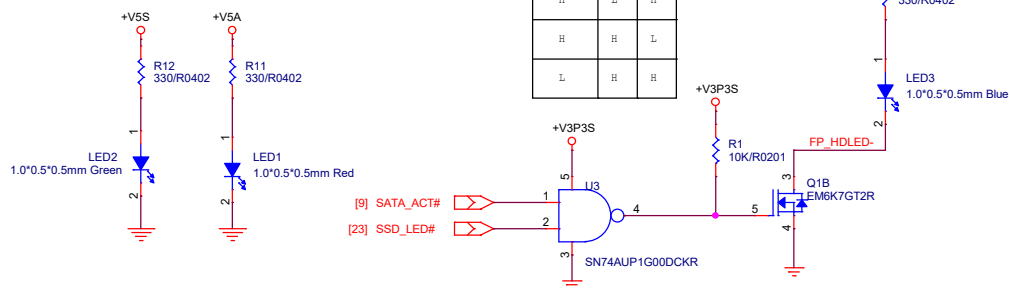 H L H
330/R0402
+V5S
+V5A
H H L
R12
330/R0402
R11
330/R0402
L H H
1
LED3
1.0*0.5*0.5mm Blue
2
+V3P3S
+V3P3S
R1
10K/R0201
FP_HDLED-
1
LED2
1.0*0.5*0.5mm Green
2
1
LED1
1.0*0.5*0.5mm Red
2
5
U3
3
Q1B
EM6K7GT2R
[9] SATA_ACT#
1
4
5
[23] SSD_LED#
2
4
3
SN74AUP1G00DCKR